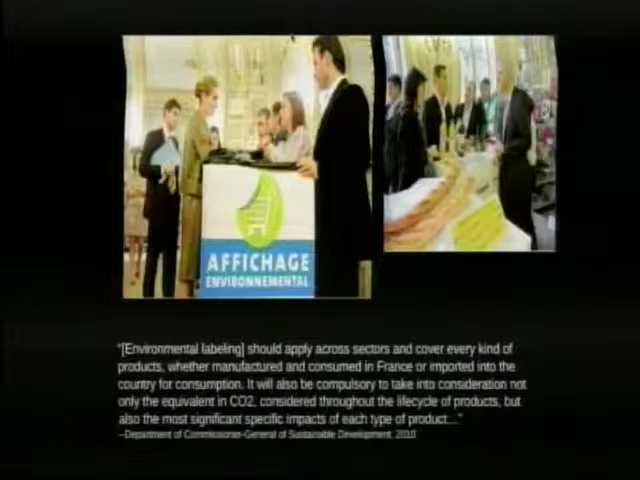 AFFICHAGE
ENVIRONNEMENTAL
"[Environmental labeling] should apply across sectors and cover every kind of
products, whether manufactured and consumed in France or imported into the
country for consumption. It will also be compulsory to take into consideration not
only the equivalent in CO2, considered throughout the lifecycle of products, but
also the most significant specific impacts of each type of product..."
–Department of Commissioner-General of Sustainable Development, 2010